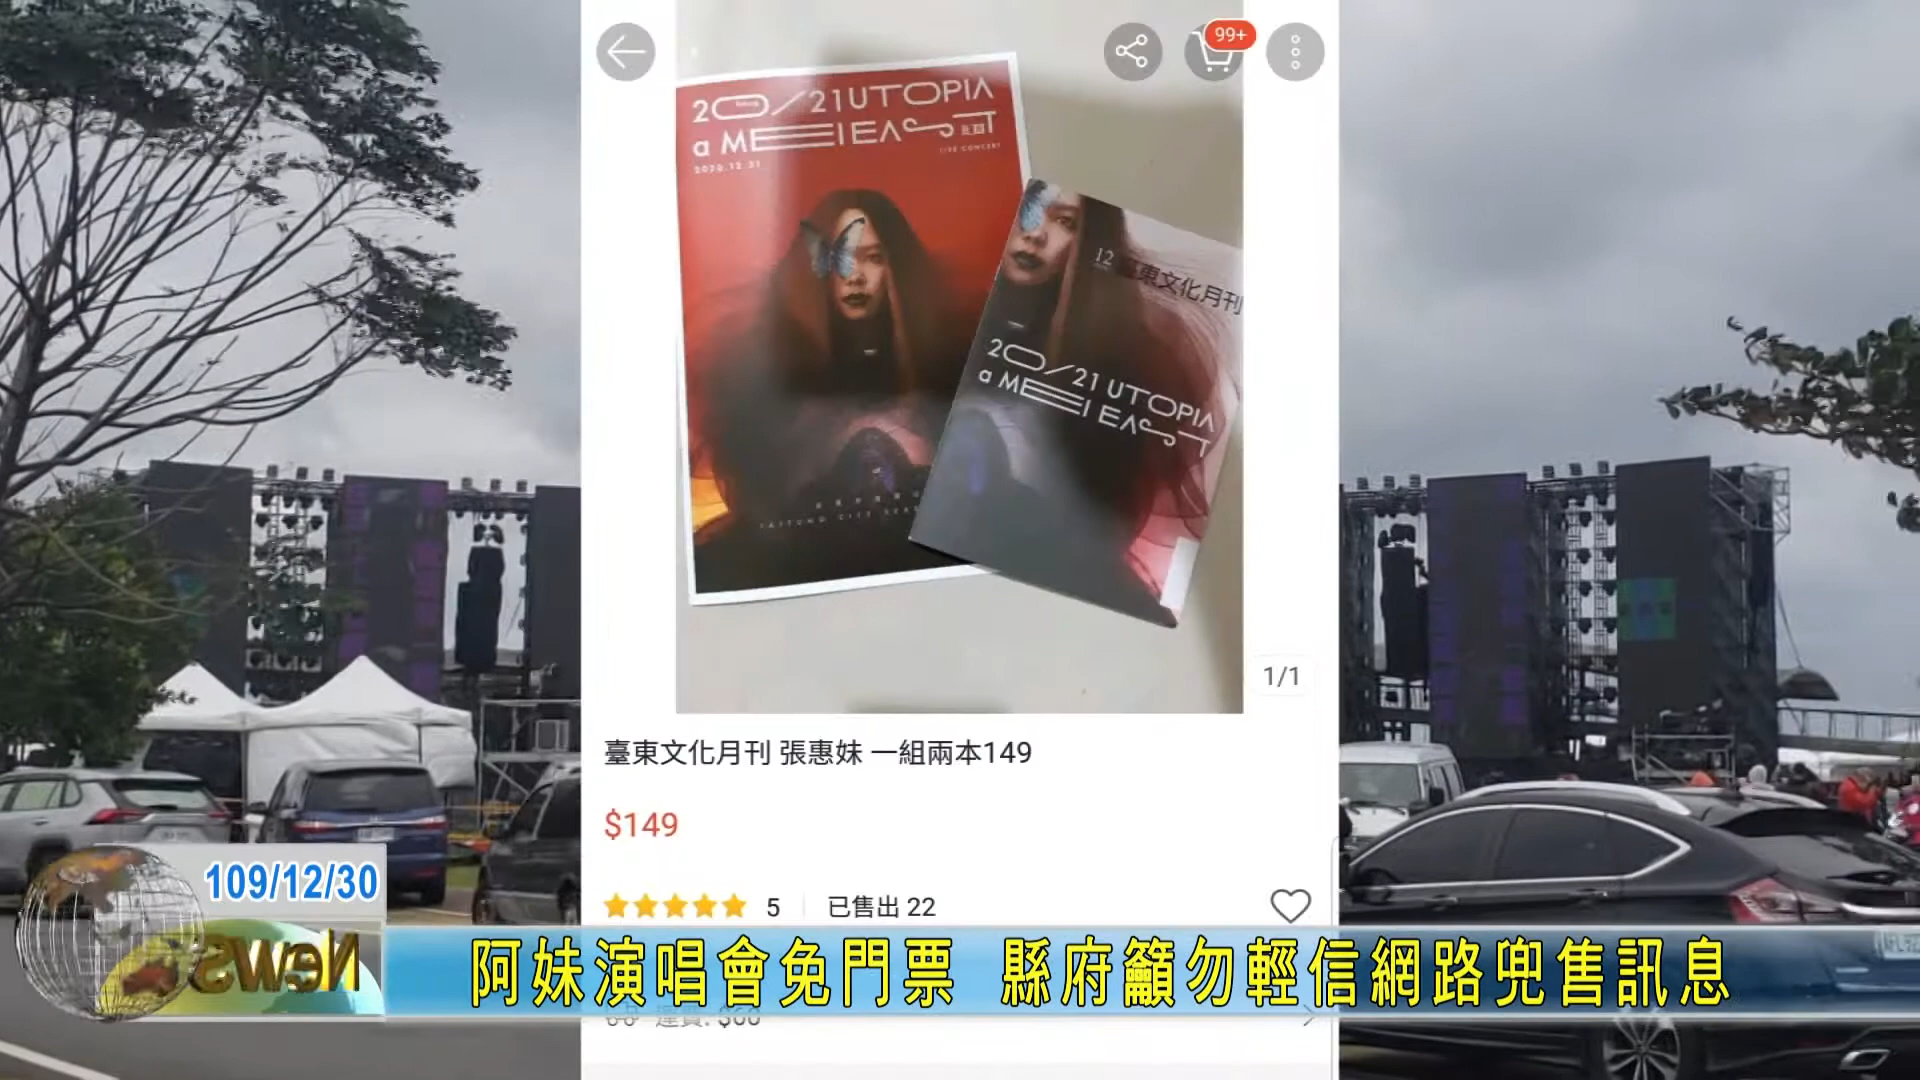 99+
20/21 UTOPIA
a MEI EAST
LIVE CONCERT
2020.12.31
12
臺東文化月刊
20/21 UTOPIA
a MEI EAST
1/1
臺東文化月刊 張惠妹 一組兩本149
$149
5
已售出 22
109/12/30
News
阿妹演唱會免門票 縣府籲勿輕信網路兜售訊息
運費: $60